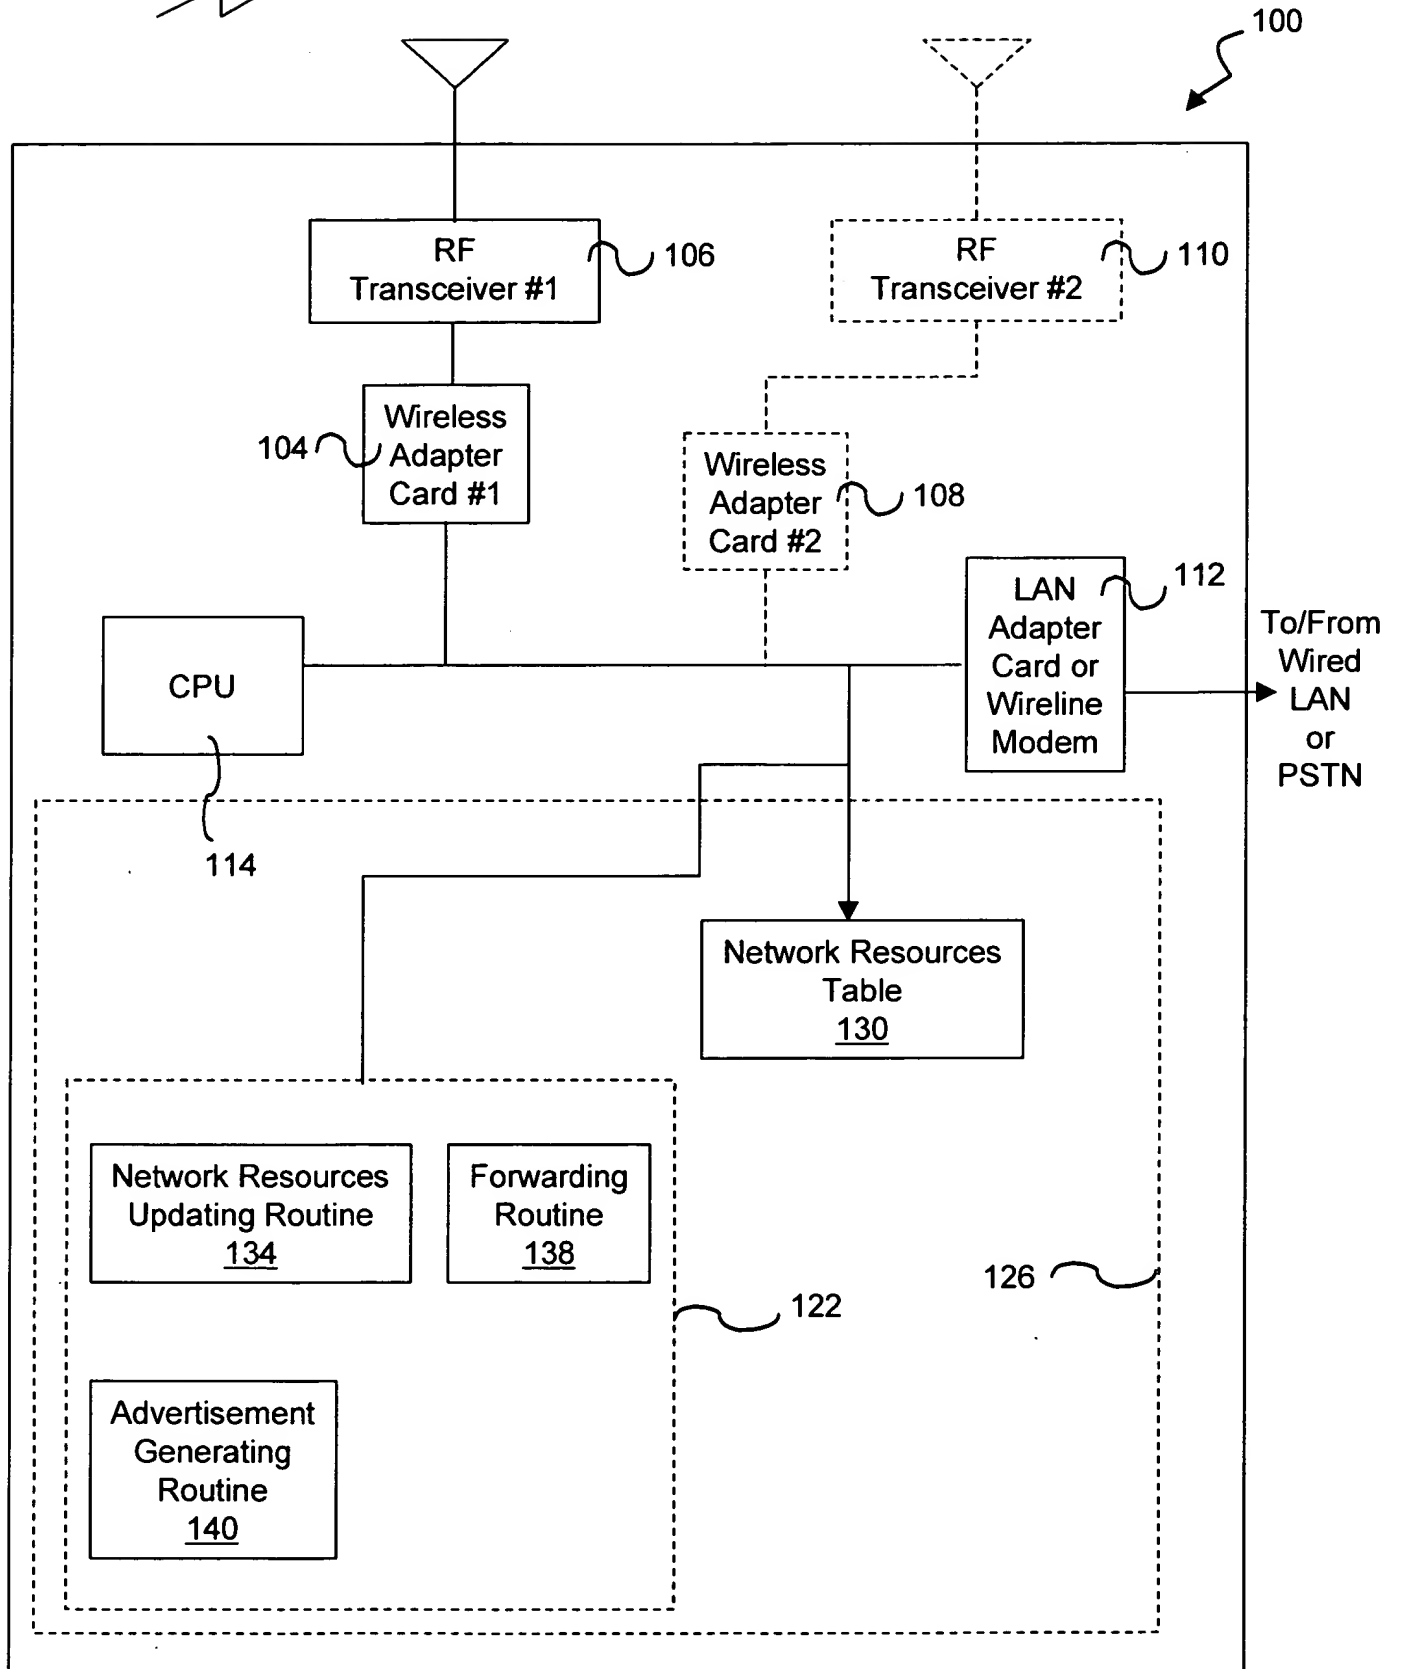 100
RF
Transceiver #1
106
RF
Transceiver #2
110
Wireless
Adapter
Card #1
104
Wireless
Adapter
Card #2
108
LAN
Adapter
Card or
Wireline
Modem
112
To/From
Wired
LAN
or
PSTN
CPU
114
Network Resources
Table
130
Network Resources
Updating Routine
134
Forwarding
Routine
138
126
122
Advertisement
Generating
Routine
140